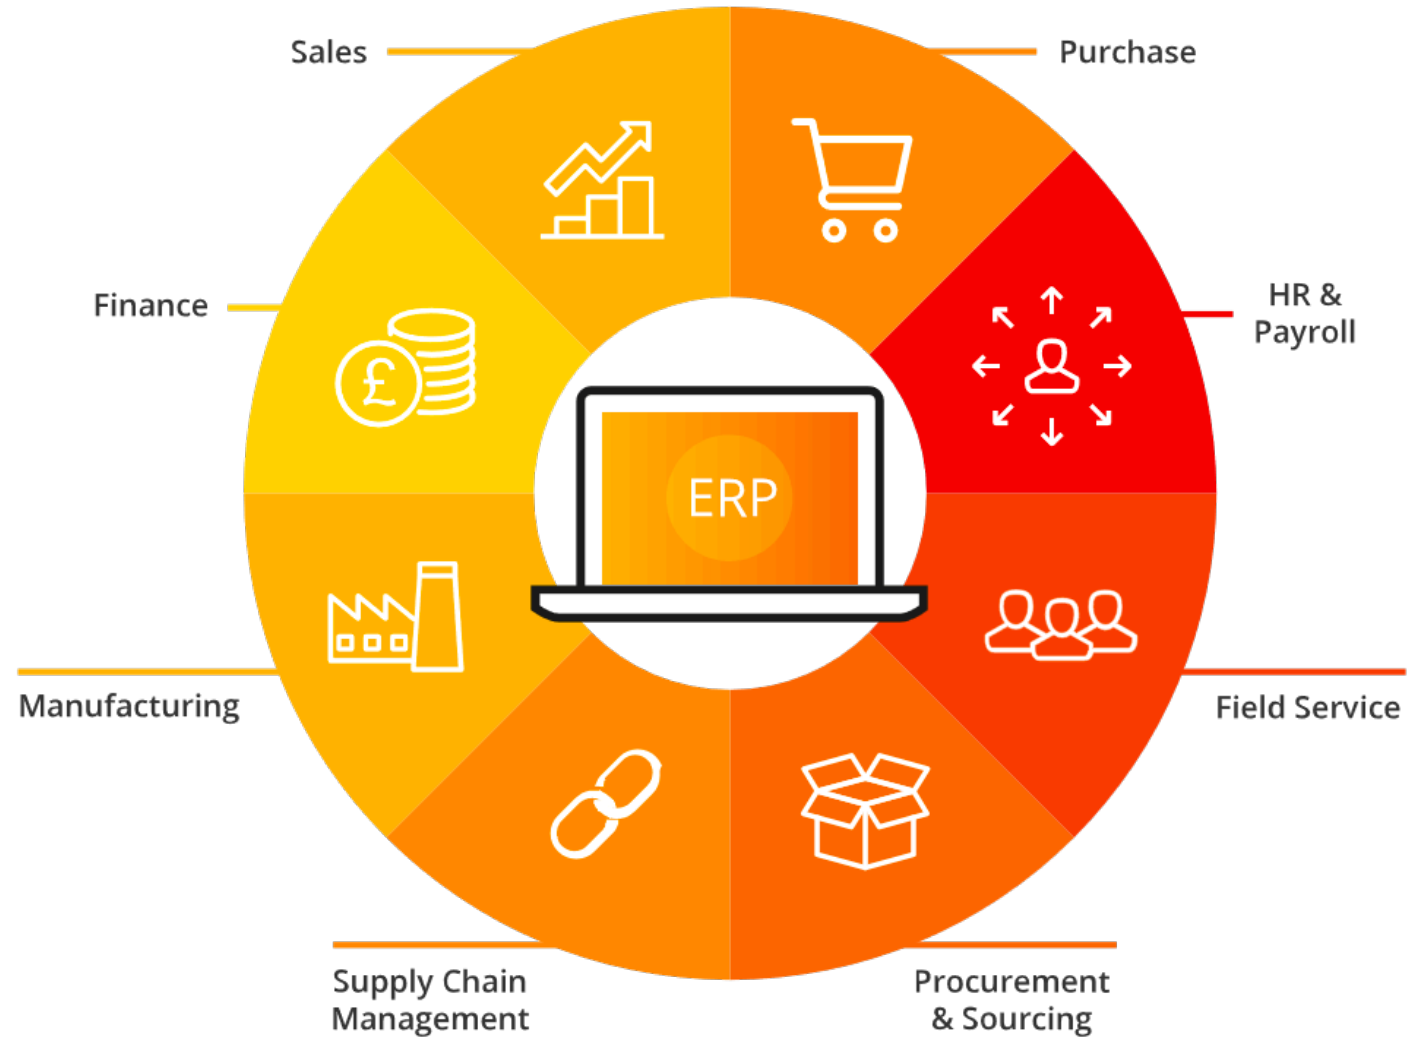 Sales
Purchase
HR &
Payroll
Finance
£
ERP
Manufacturing
Field Service
Supply Chain
Management
Procurement
& Sourcing